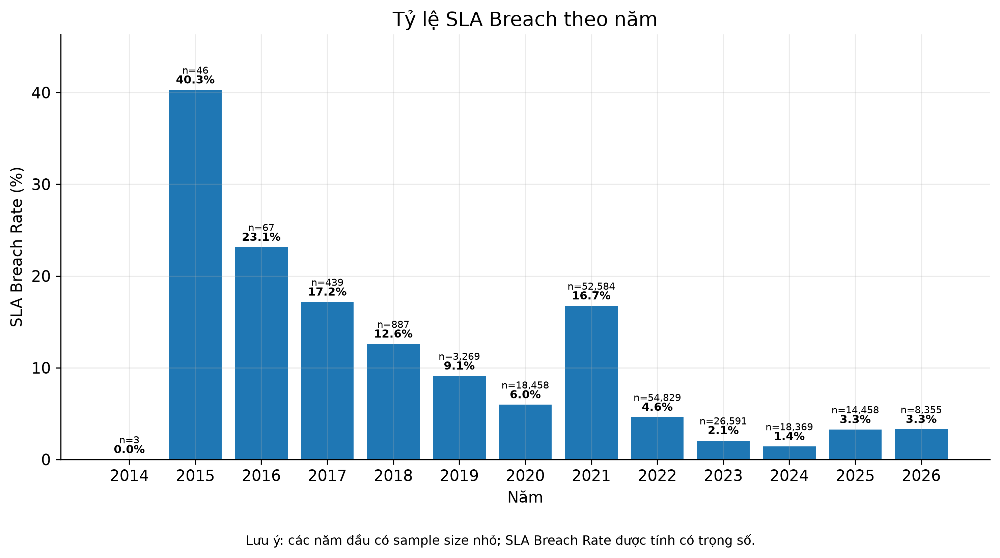 Tỷ lệ SLA Breach theo năm
SLA Breach Rate (%)
40
30
20
10
0
n=3
0.0%
n=46
40.3%
n=67
23.1%
n=439
17.2%
n=887
12.6%
n=3,269
9.1%
n=18,458
6.0%
n=52,584
16.7%
n=54,829
4.6%
n=26,591
2.1%
n=18,369
1.4%
n=14,458
3.3%
n=8,355
3.3%
2014 2015 2016 2017 2018 2019 2020 2021 2022 2023 2024 2025 2026
Năm
Lưu ý: các năm đầu có sample size nhỏ; SLA Breach Rate được tính có trọng số.